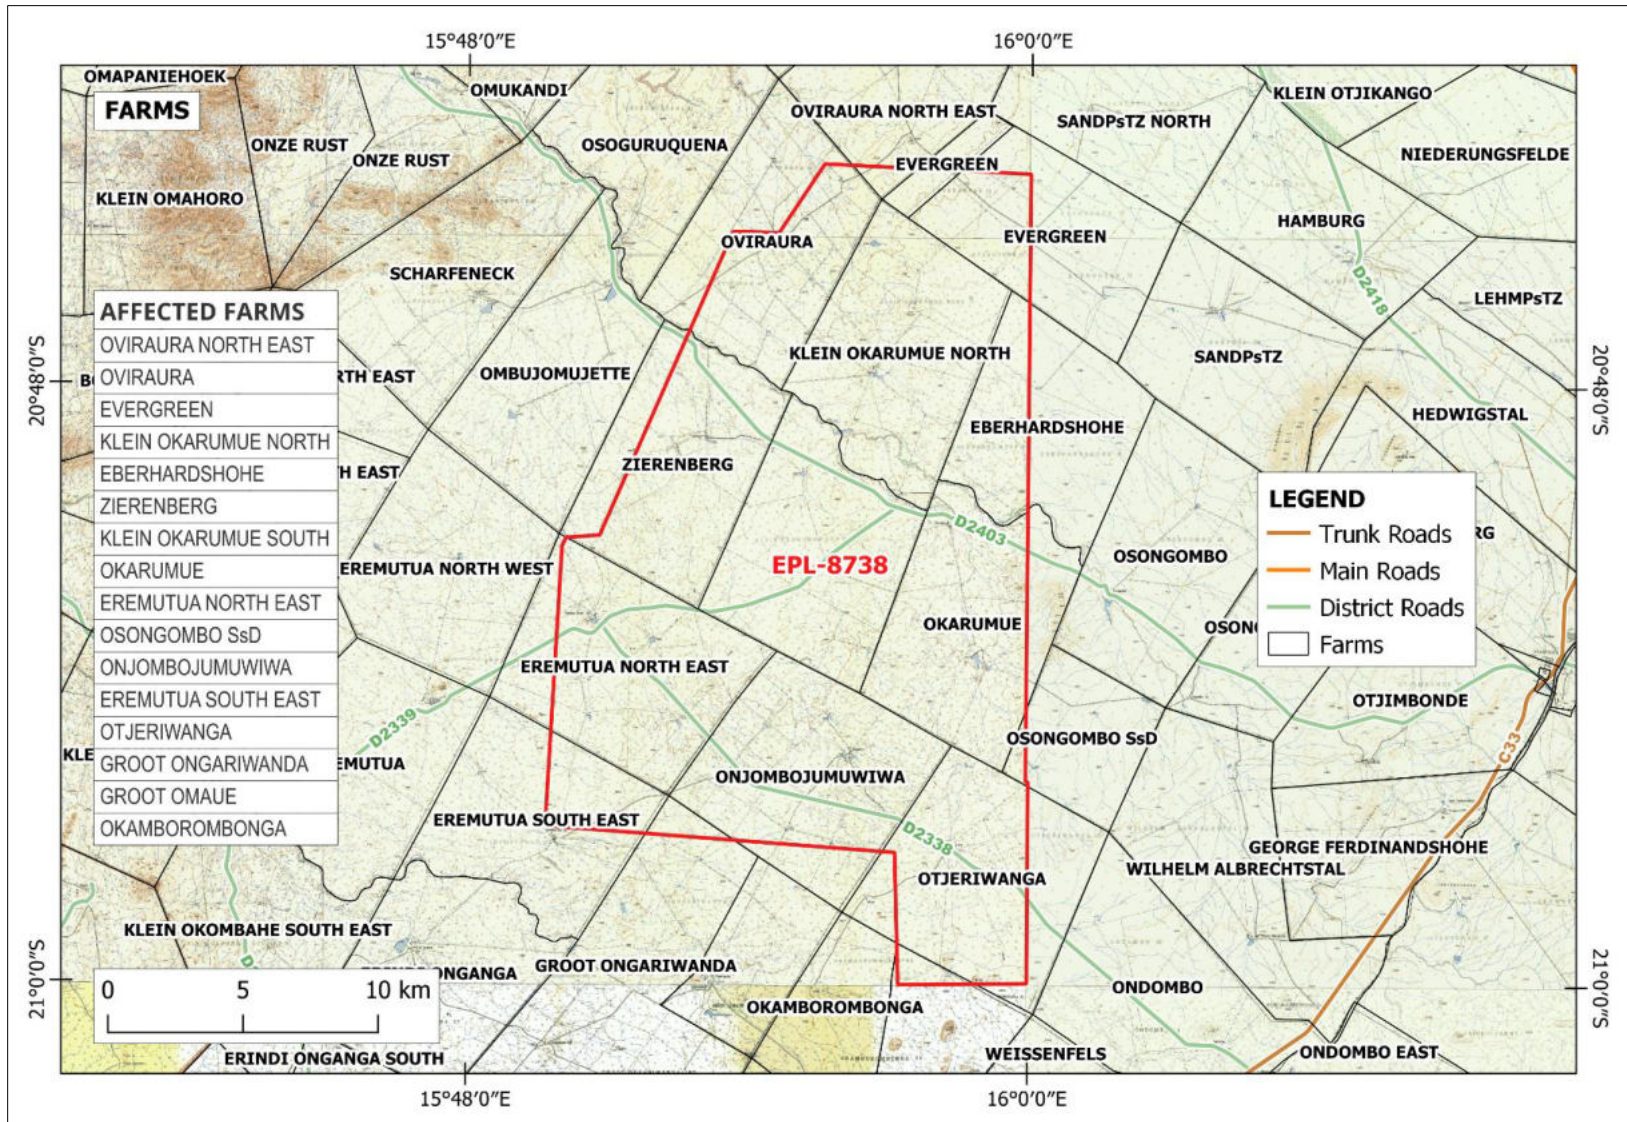 15°48′0″E
16°0′0″E
OMAPANIEHOEK
FARMS
OMUKANDI
OVIRAURA NORTH EAST
KLEIN OTJIKANGO
SANDPsTZ NORTH
ONZE RUST
ONZE RUST
OSOGURUQUENA
EVERGREEN
NIEDERUNGSFELDE
KLEIN OMAHORO
HAMBURG
OVIRAURA
EVERGREEN
SCHARFENECK
D2418
LEHMPsTZ
AFFECTED FARMS
OVIRAURA NORTH EAST
OVIRAURA
EVERGREEN
KLEIN OKARUMUE NORTH
EBERHARDSHOHE
ZIERENBERG
KLEIN OKARUMUE SOUTH
OKARUMUE
EREMUTUA NORTH EAST
OSONGOMBO SsD
ONJOMBOJUMUWIWA
EREMUTUA SOUTH EAST
OTJERIWANGA
GROOT ONGARIWANDA
GROOT OMAUE
OKAMBOROMBONGA
20°48′0″S
20°48′0″S
RTH EAST
OMBUJOMUJETTE
KLEIN OKARUMUE NORTH
SANDPsTZ
HEDWIGSTAL
EBERHARDSHOHE
H EAST
ZIERENBERG
LEGEND
Trunk Roads
Main Roads
District Roads
Farms
RG
D2403
EREMUTUA NORTH WEST
EPL-8738
OSONGOMBO
OKARUMUE
OSON
EREMUTUA NORTH EAST
OTJIMBONDE
D2339
KLE
EMUTUA
OSONGOMBO SsD
C33
ONJOMBOJUMUWIWA
EREMUTUA SOUTH EAST
D2338
GEORGE FERDINANDSHOHE
WILHELM ALBRECHTSTAL
OTJERIWANGA
KLEIN OKOMBAHE SOUTH EAST
ONGANGA
GROOT ONGARIWANDA
21°0′0″S
21°0′0″S
0 5 10 km
OKAMBOROMBONGA
ONDOMBO
ERINDI ONGANGA SOUTH
WEISSENFELS
ONDOMBO EAST
15°48′0″E
16°0′0″E